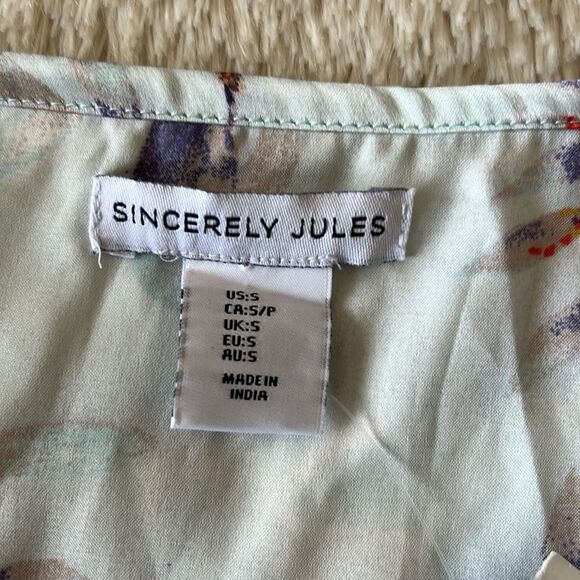 SINCERELY JULES
US:S
CA:S/P
UK:S
EU:S
AU:S
MADE IN
INDIA